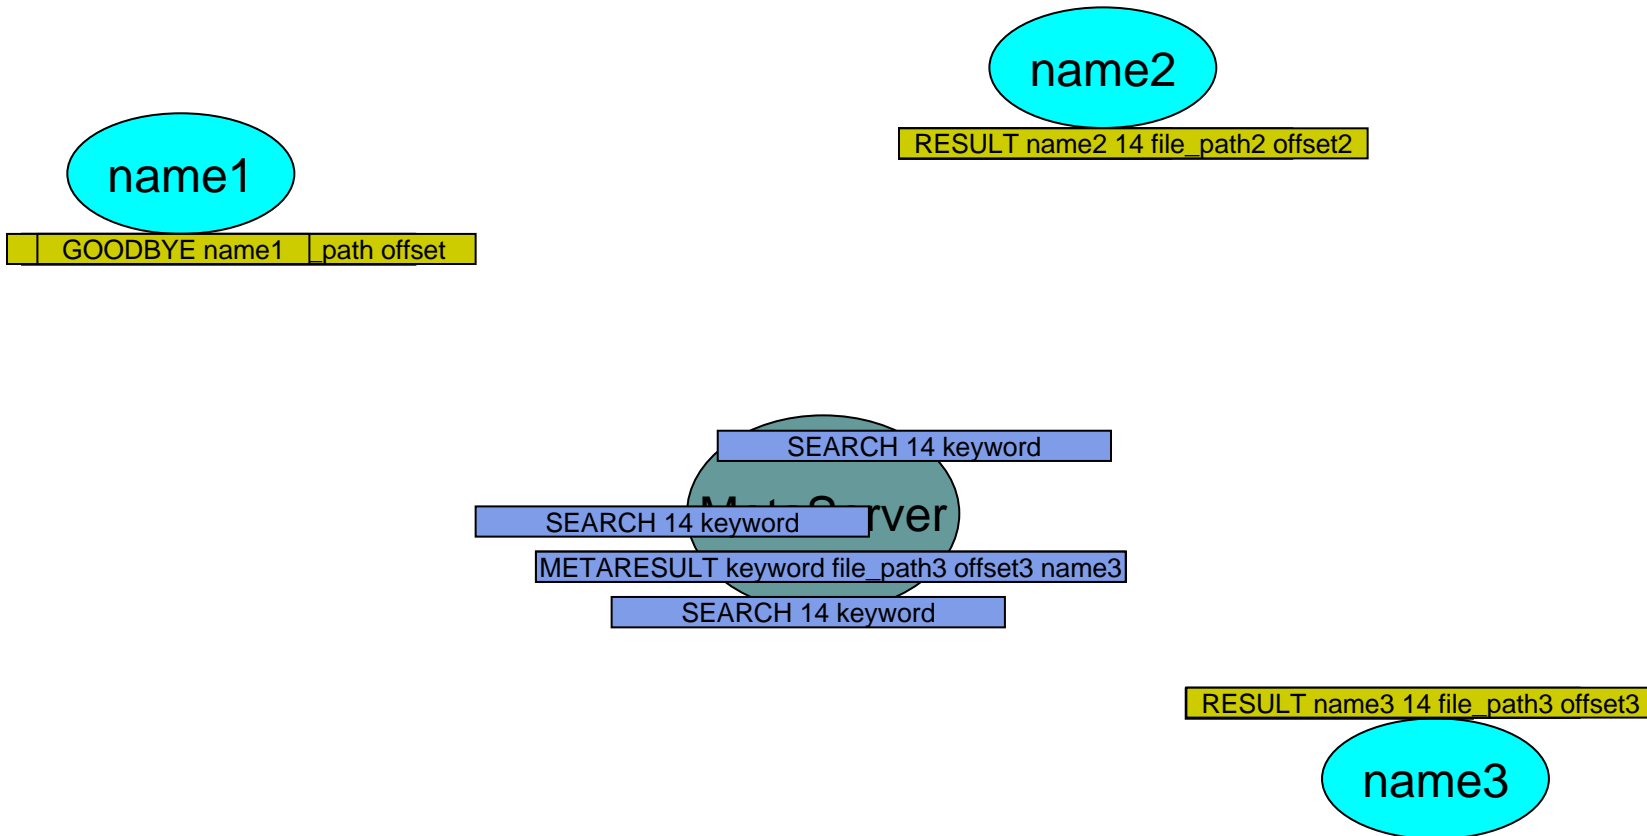 name2
RESULT name2 14 file_path2 offset2
name1
GOODBYE name1 _path offset
SEARCH 14 keyword
rver
SEARCH 14 keyword
METARESULT keyword file_path3 offset3 name3
SEARCH 14 keyword
RESULT name3 14 file_path3 offset3
name3